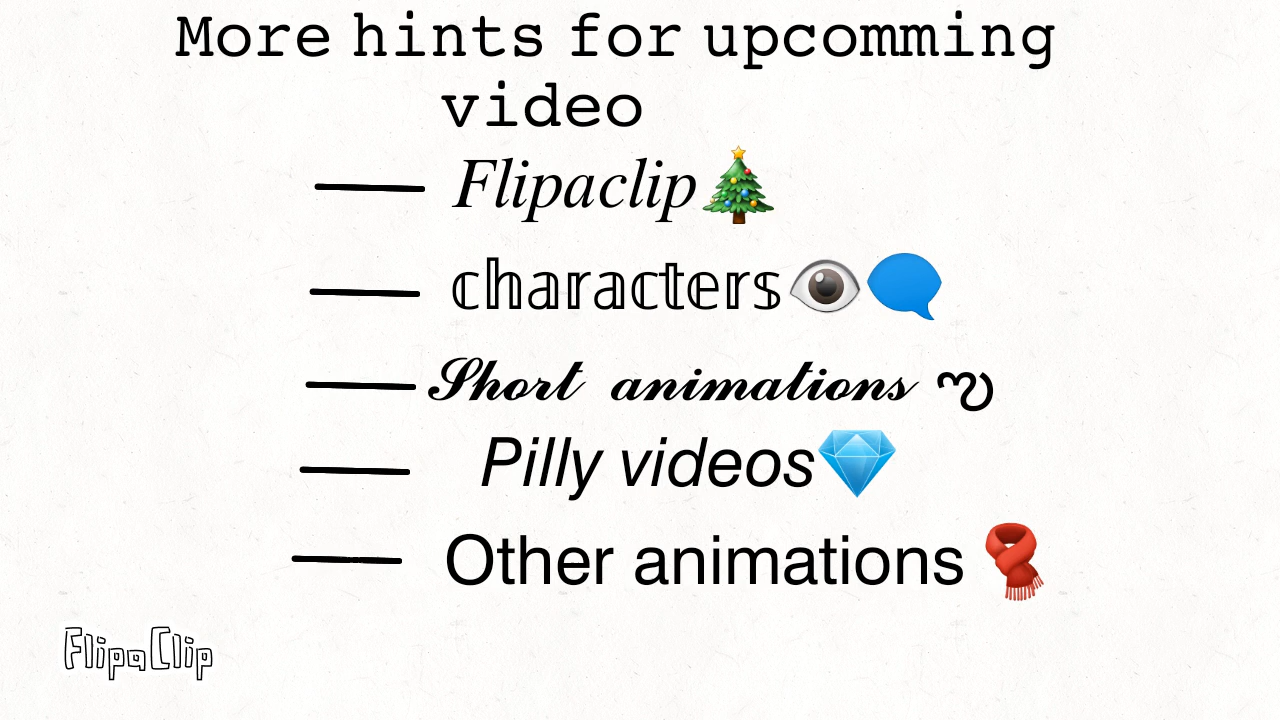 More hints for upcomming
video
Flipaclip🎄
characters👁️🗨️
Short animations ఌ
Pilly videos💎
Other animations 🧣
FlipaClip